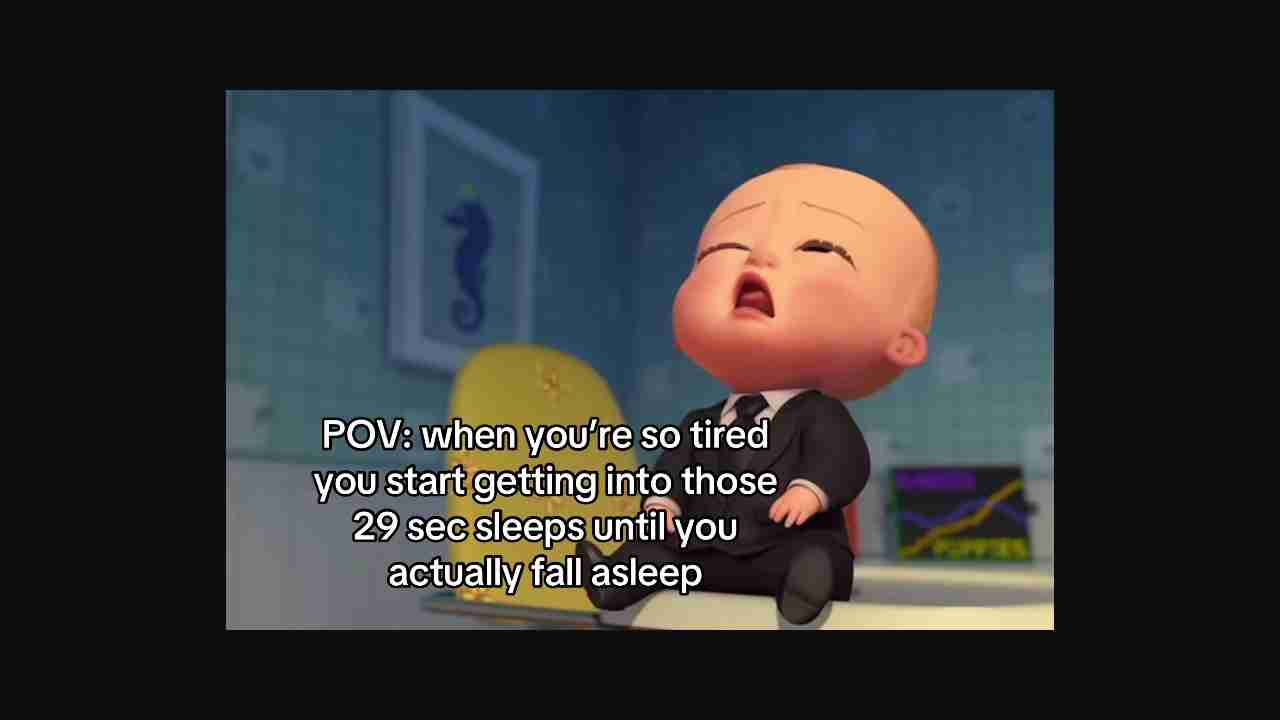 POV: when you’re so tired
you start getting into those
29 sec sleeps until you
actually fall asleep
PUPPIES